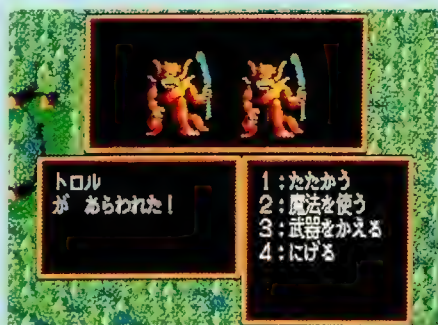 トロル
が あらわれた!
1:たたかう
2:魔法を使う
3:武器をかえる
4:にげる